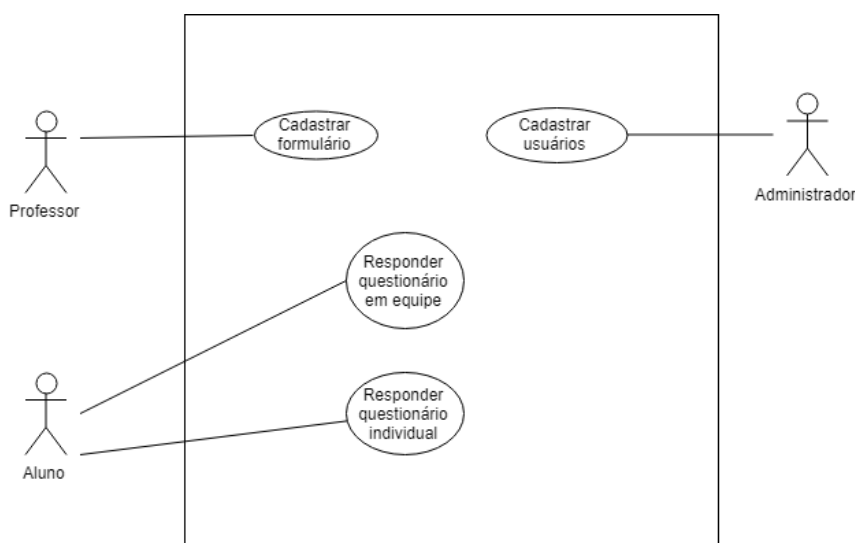 Cadastrar
formulário
Cadastrar
usuários
Professor
Administrador
Responder
questionário
em equipe
Responder
questionário
individual
Aluno